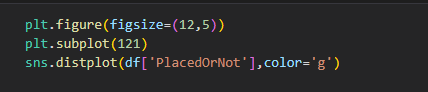 plt.figure(figsize=(12,5))
plt.subplot(121)
sns.distplot(df['PlacedOrNot'],color='g')